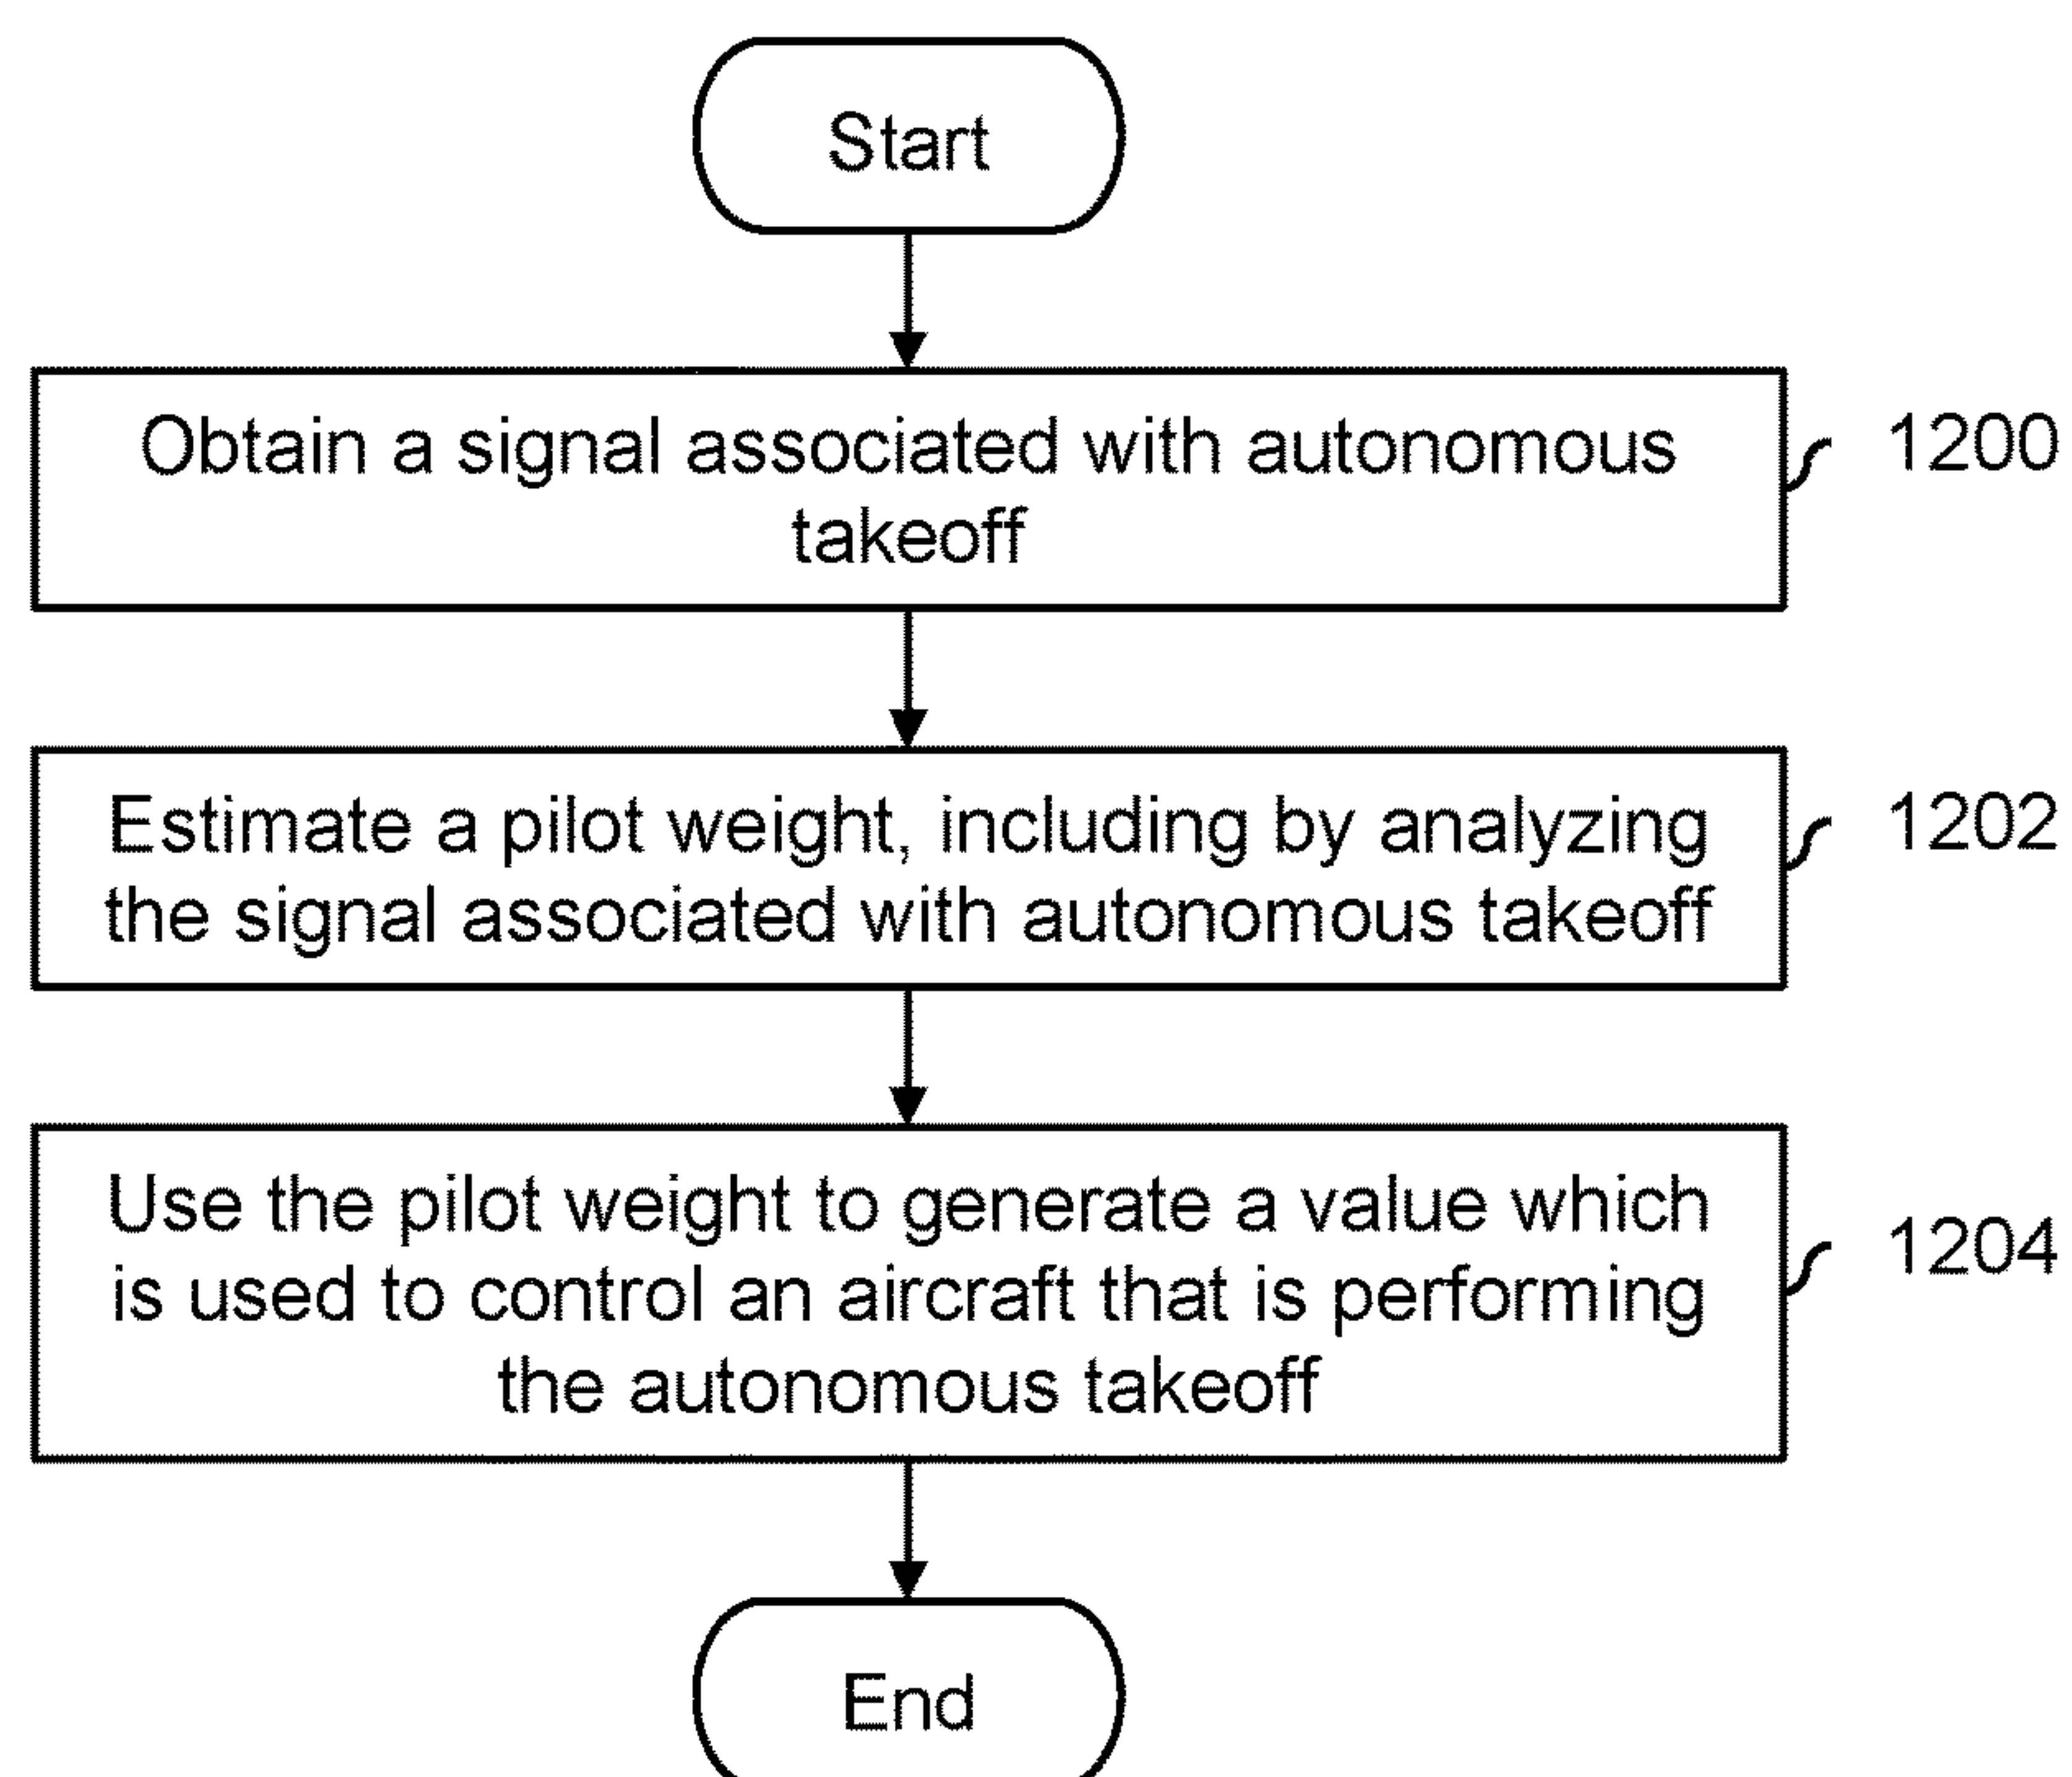 Start
Obtain a signal associated with autonomous
takeoff
1200
Estimate a pilot weight, including by analyzing
the signal associated with autonomous takeoff
1202
Use the pilot weight to generate a value which
is used to control an aircraft that is performing
the autonomous takeoff
1204
End